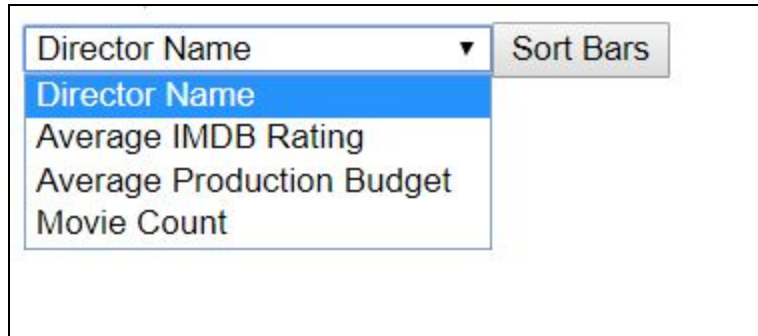 Director Name ▼ Sort Bars
Director Name
Average IMDB Rating
Average Production Budget
Movie Count